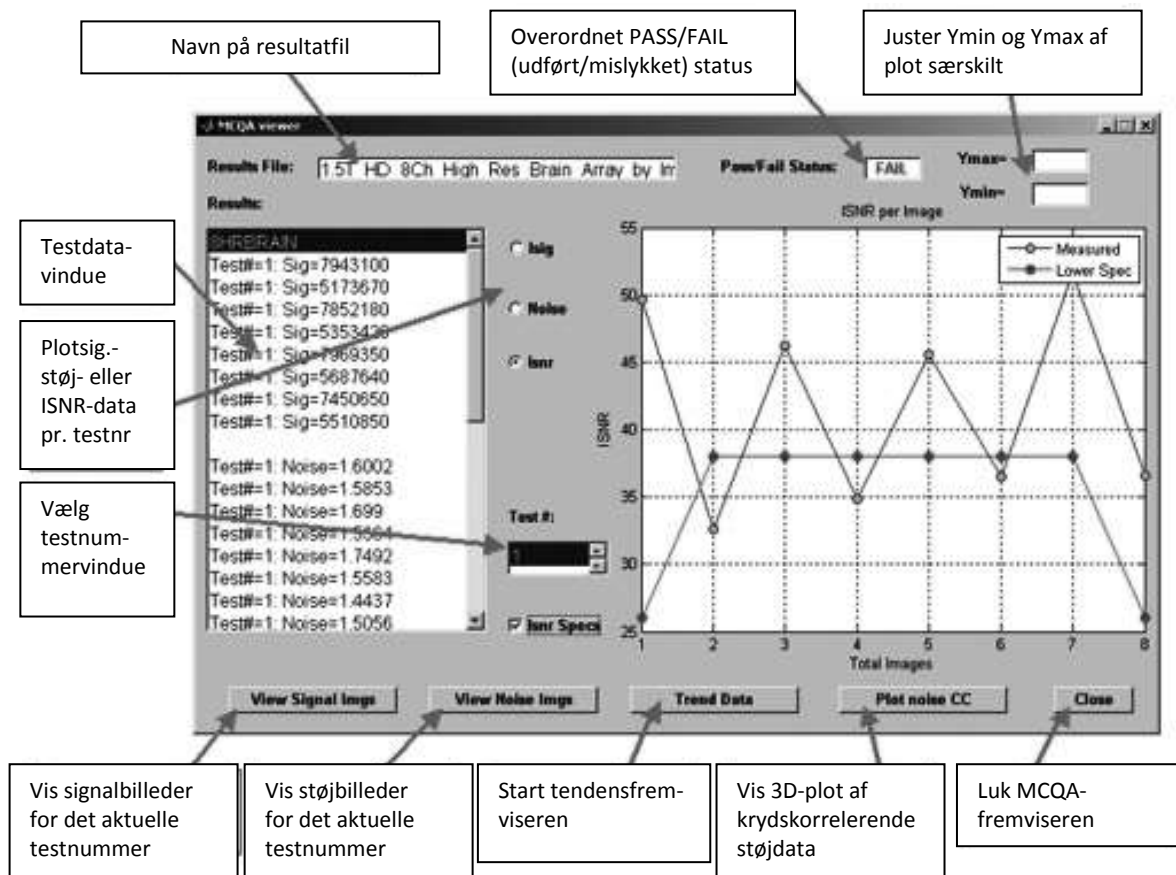 Navn på resultatfil
Overordnet PASS/FAIL
(udført/mislykket) status
Juster Ymin og Ymax af
plot særskilt
MCQA viewer
Results File:
1.5T HD 8Ch High Res Brain Array by Im
Pass/Fail Status:
FAIL
Ymax=
Ymin=
Results:
8HRBRAIN
Test#=1: Sig=7943100
Test#=1: Sig=5173670
Test#=1: Sig=7852180
Test#=1: Sig=5353420
Test#=1: Sig=7969350
Test#=1: Sig=5687640
Test#=1: Sig=7450650
Test#=1: Sig=5510850
Test#=1: Noise=1.6002
Test#=1: Noise=1.5853
Test#=1: Noise=1.699
Test#=1: Noise=1.5664
Test#=1: Noise=1.7492
Test#=1: Noise=1.5583
Test#=1: Noise=1.4437
Test#=1: Noise=1.5056
Isig
Noise
Isnr
Test #:
1
Isnr Specs
ISNR per Image
Measured
Lower Spec
55
50
45
40
35
30
25
ISNR
1 2 3 4 5 6 7 8
Total Images
View Signal Imgs
View Noise Imgs
Trend Data
Plot noise CC
Close
Testdata-
vindue
Plotsig.-
støj- eller
ISNR-data
pr. testnr
Vælg
testnum-
mervindue
Vis signalbilleder
for det aktuelle
testnummer
Vis støjbilleder
for det aktuelle
testnummer
Start tendensfrem-
viseren
Vis 3D-plot af
krydskorrelerende
støjdata
Luk MCQA-
fremviseren